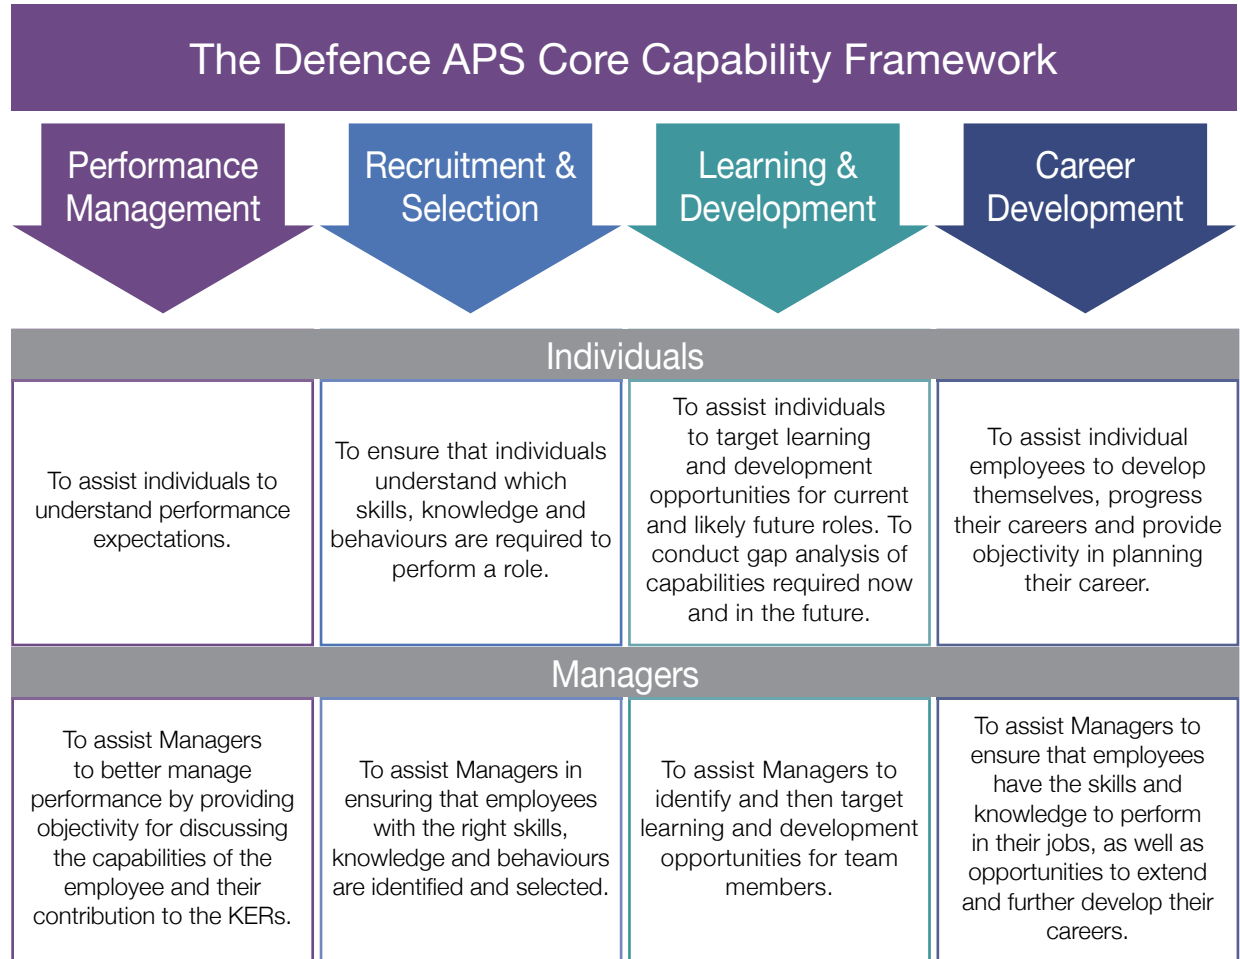 The Defence APS Core Capability Framework
Performance
Management
Recruitment &
Selection
Learning &
Development
Career
Development
Individuals
To assist individuals to
understand performance
expectations.
To ensure that individuals
understand which
skills, knowledge and
behaviours are required to
perform a role.
To assist individuals
to target learning
and development
opportunities for current
and likely future roles. To
conduct gap analysis of
capabilities required now
and in the future.
To assist individual
employees to develop
themselves, progress
their careers and provide
objectivity in planning
their career.
Managers
To assist Managers
to better manage
performance by providing
objectivity for discussing
the capabilities of the
employee and their
contribution to the KERs.
To assist Managers in
ensuring that employees
with the right skills,
knowledge and behaviours
are identified and selected.
To assist Managers to
identify and then target
learning and development
opportunities for team
members.
To assist Managers to
ensure that employees
have the skills and
knowledge to perform
in their jobs, as well as
opportunities to extend
and further develop their
careers.